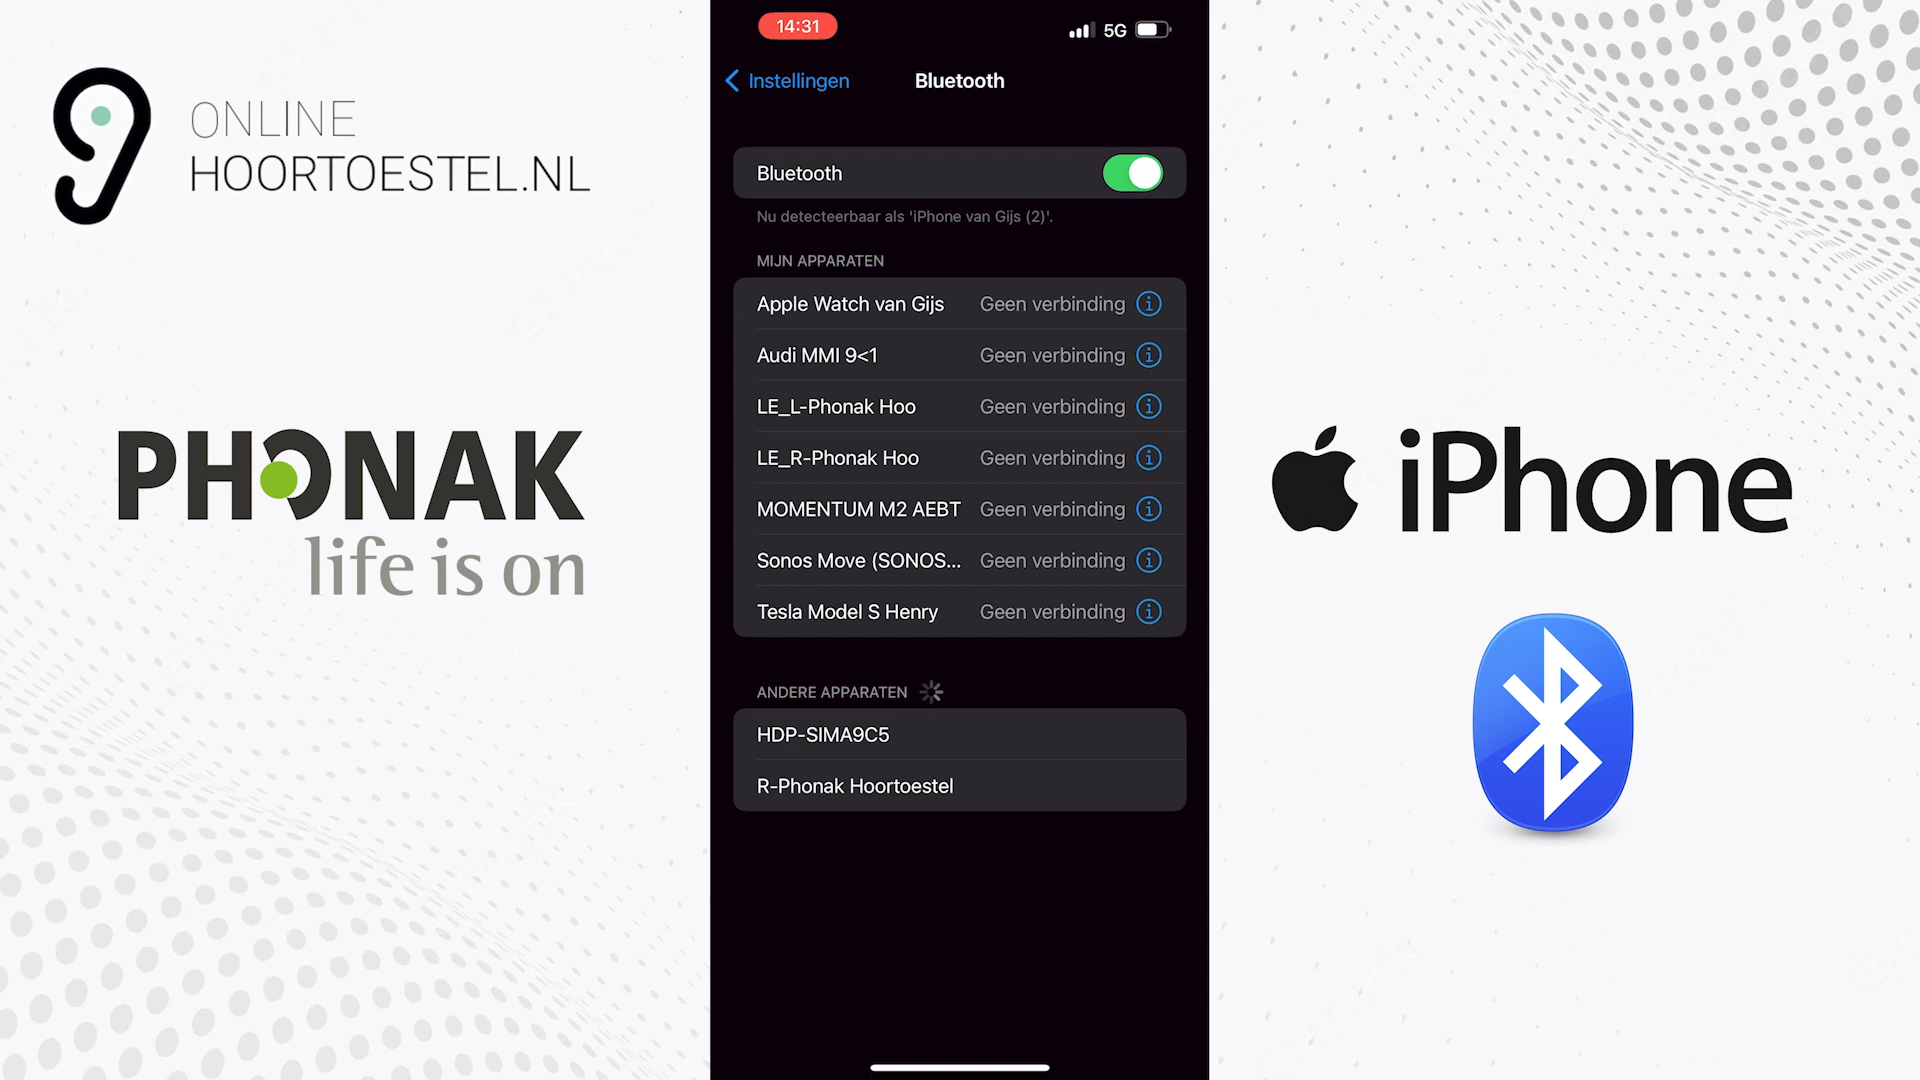 ONLINE
HOORTOESTEL.NL
PHONAK
life is on
14:31
5G
Instellingen
Bluetooth
Bluetooth
Nu detecteerbaar als 'iPhone van Gijs (2)'.
MIJN APPARATEN
Apple Watch van Gijs Geen verbinding
Audi MMI 9<1 Geen verbinding
LE_L-Phonak Hoo Geen verbinding
LE_R-Phonak Hoo Geen verbinding
MOMENTUM M2 AEBT Geen verbinding
Sonos Move (SONOS... Geen verbinding
Tesla Model S Henry Geen verbinding
ANDERE APPARATEN
HDP-SIMA9C5
R-Phonak Hoortoestel
iPhone